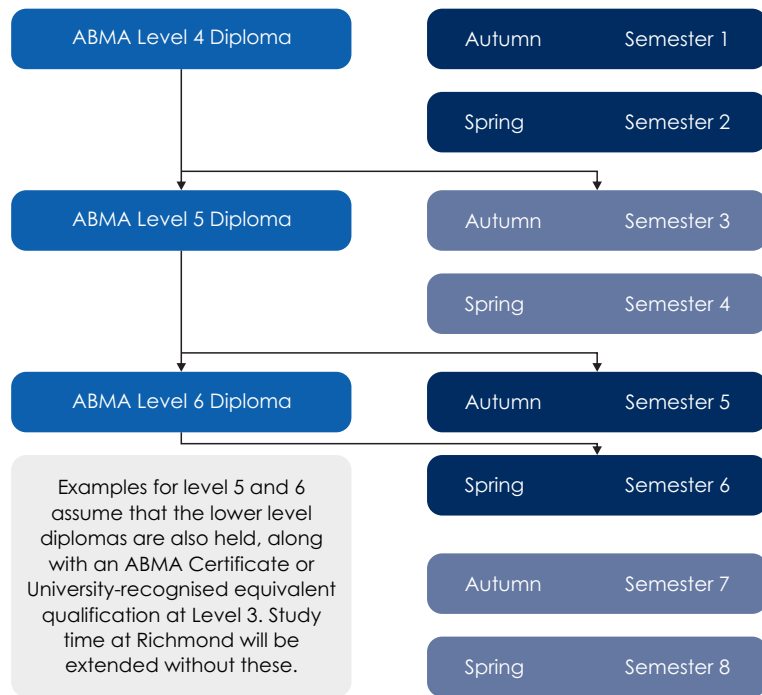 ABMA Level 4 Diploma
Autumn Semester 1
Spring Semester 2
ABMA Level 5 Diploma
Autumn Semester 3
Spring Semester 4
ABMA Level 6 Diploma
Autumn Semester 5
Spring Semester 6
Examples for level 5 and 6
assume that the lower level
diplomas are also held, along
with an ABMA Certificate or
University-recognised equivalent
qualification at Level 3. Study
time at Richmond will be
extended without these.
Autumn Semester 7
Spring Semester 8